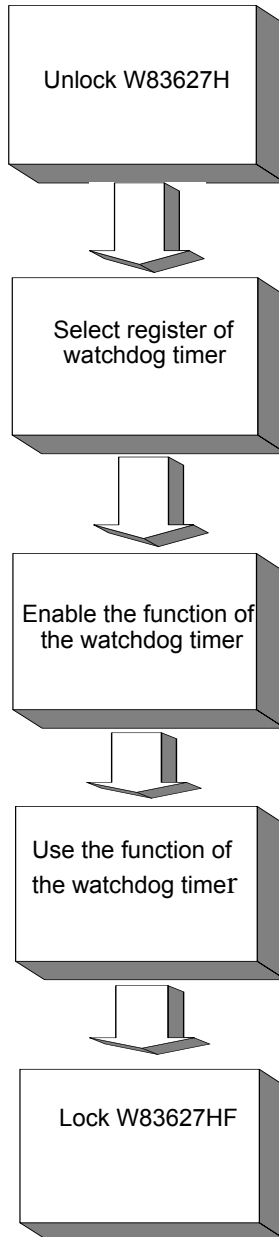 Unlock W83627H
Select register of
watchdog timer
Enable the function of
the watchdog timer
Use the function of
the watchdog timer
Lock W83627HF